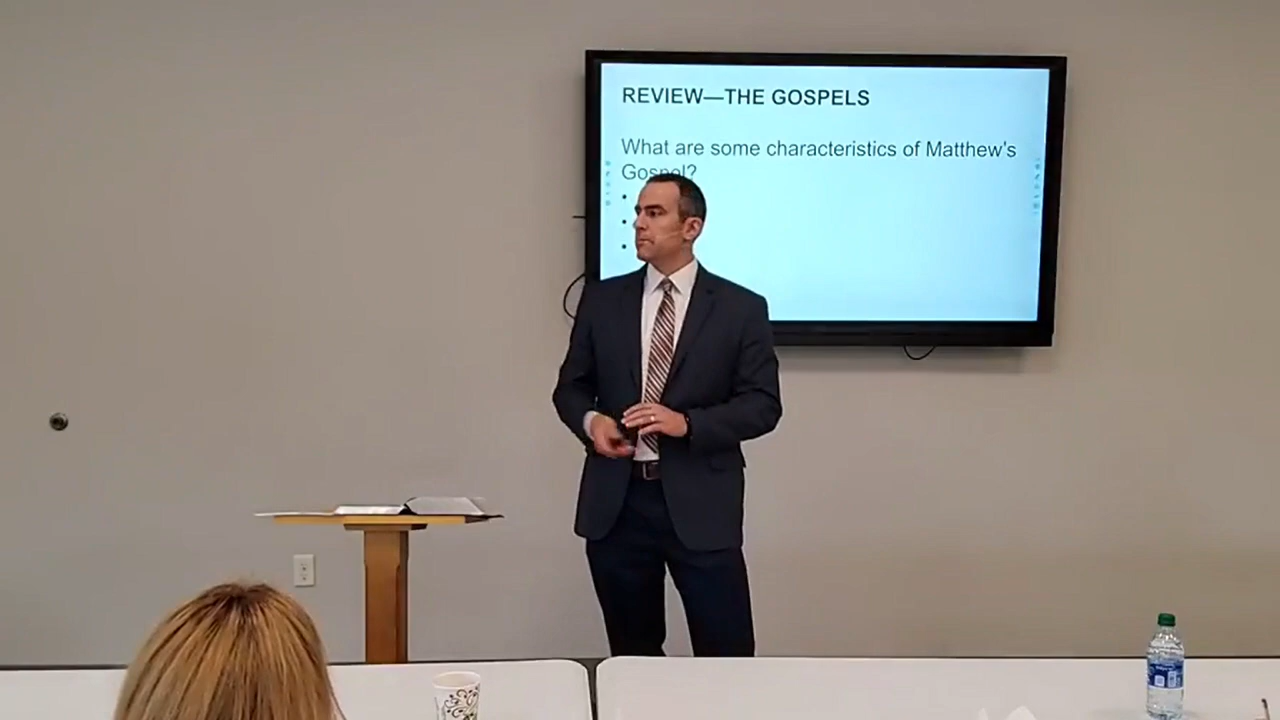 REVIEW—THE GOSPELS
What are some characteristics of Matthew's
Gospel?